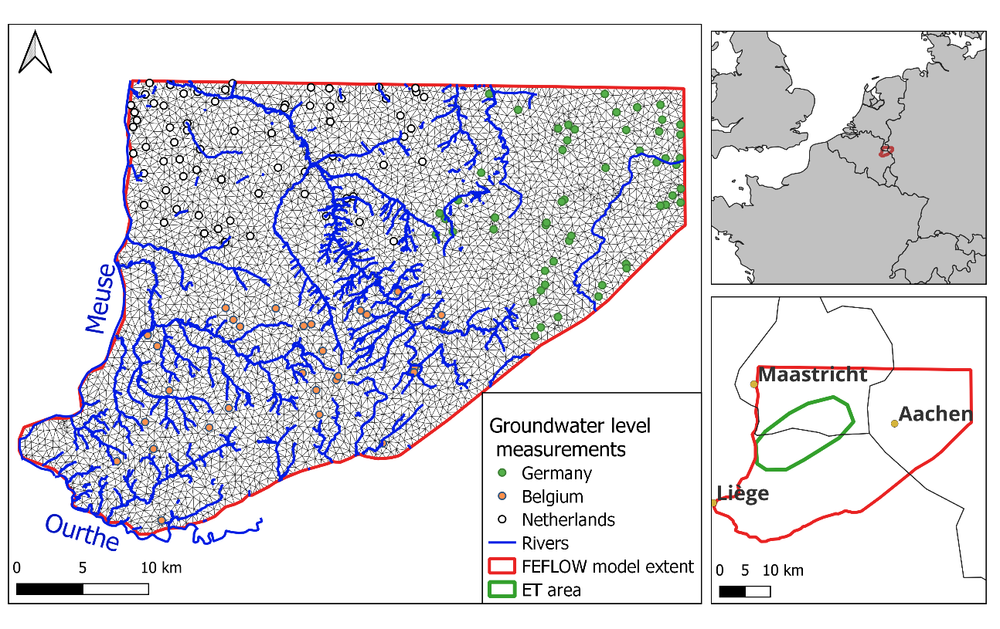 Meuse
Ourthe
0 5 10 km
Groundwater level
measurements
Germany
Belgium
Netherlands
Rivers
FEFLOW model extent
ET area
Maastricht
Aachen
Liège
0 5 10 km